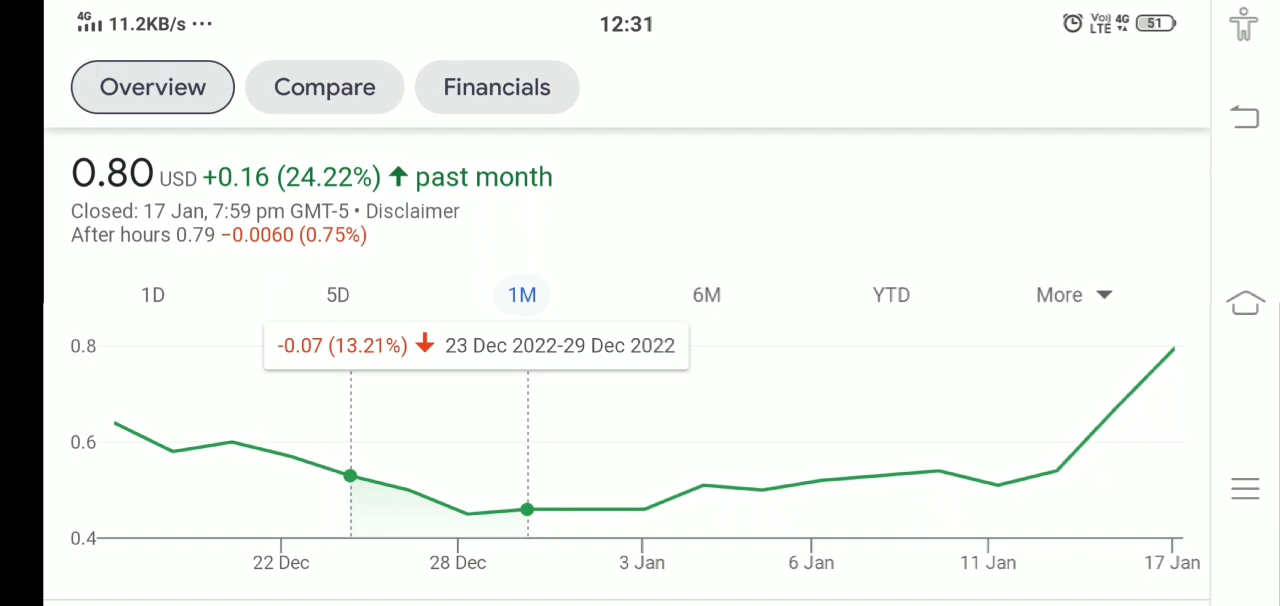 4G 11.2KB/s ··· 12:31 Vo)) LTE 4G 51
Overview Compare Financials
0.80 USD +0.16 (24.22%) ↑ past month
Closed: 17 Jan, 7:59 pm GMT-5 • Disclaimer
After hours 0.79 −0.0060 (0.75%)
1D 5D 1M 6M YTD More
-0.07 (13.21%) ↓ 23 Dec 2022-29 Dec 2022
0.8
0.6
0.4
22 Dec 28 Dec 3 Jan 6 Jan 11 Jan 17 Jan